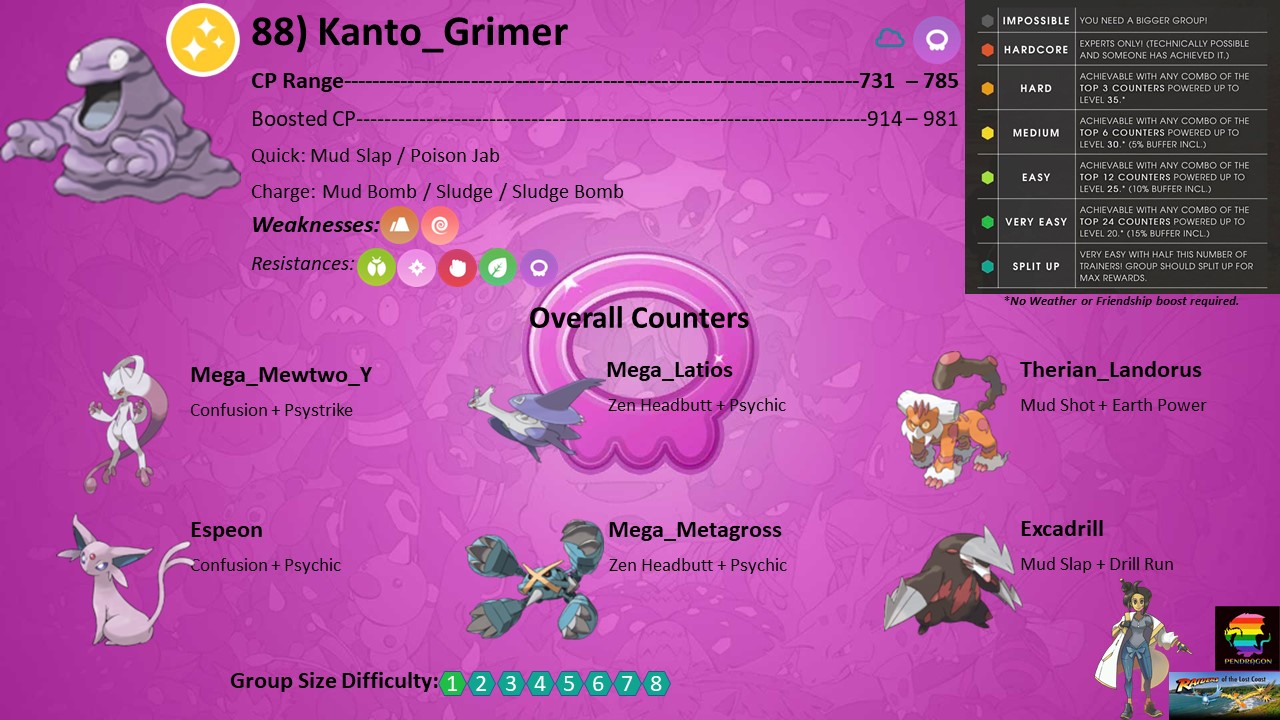 88) Kanto_Grimer
CP Range-----------------------------------------------------------------------------------731 – 785
Boosted CP-----------------------------------------------------------------------------------914 – 981
Quick: Mud Slap / Poison Jab
Charge: Mud Bomb / Sludge / Sludge Bomb
Weaknesses:
Resistances:
IMPOSSIBLE YOU NEED A BIGGER GROUP!
HARDCORE EXPERTS ONLY! (TECHNICALLY POSSIBLE
AND SOMEONE HAS ACHIEVED IT.)
HARD ACHIEVABLE WITH ANY COMBO OF THE
TOP 3 COUNTERS POWERED UP TO
LEVEL 35.*
MEDIUM ACHIEVABLE WITH ANY COMBO OF THE
TOP 6 COUNTERS POWERED UP TO
LEVEL 30.* (5% BUFFER INCL.)
EASY ACHIEVABLE WITH ANY COMBO OF THE
TOP 12 COUNTERS POWERED UP TO
LEVEL 25.* (10% BUFFER INCL.)
VERY EASY ACHIEVABLE WITH ANY COMBO OF THE
TOP 24 COUNTERS POWERED UP TO
LEVEL 20.* (15% BUFFER INCL.)
SPLIT UP VERY EASY WITH HALF THIS NUMBER OF
TRAINERS! GROUP SHOULD SPLIT UP FOR
MAX REWARDS.
*No Weather or Friendship boost required.
Overall Counters
Mega_Mewtwo_Y
Confusion + Psystrike
Mega_Latios
Zen Headbutt + Psychic
Therian_Landorus
Mud Shot + Earth Power
Espeon
Confusion + Psychic
Mega_Metagross
Zen Headbutt + Psychic
Excadrill
Mud Slap + Drill Run
Group Size Difficulty: 1 2 3 4 5 6 7 8
PENDRAGON
RAIDERS of the Lost Coast